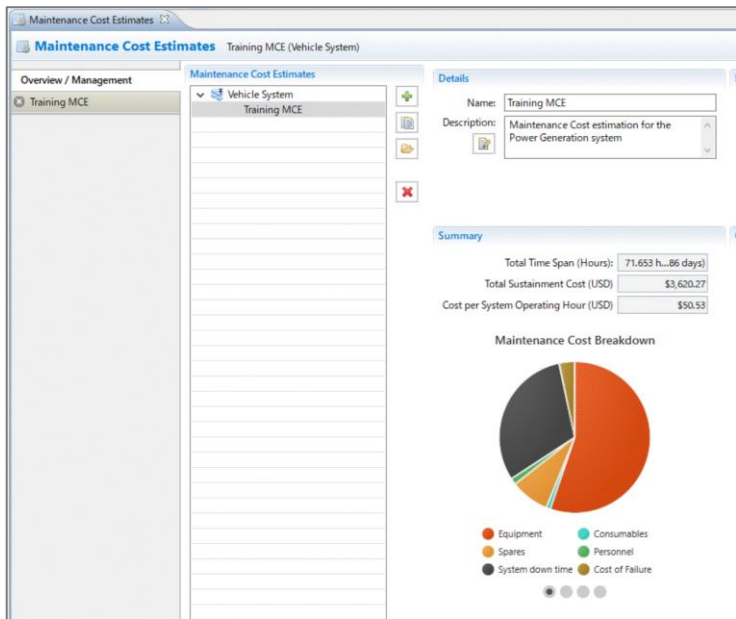 Maintenance Cost Estimates
Maintenance Cost Estimates Training MCE (Vehicle System)
Overview / Management
Training MCE
Maintenance Cost Estimates
Vehicle System
Training MCE
Details
Name: Training MCE
Description: Maintenance Cost estimation for the
Power Generation system
Summary
Total Time Span (Hours): 71.653 h...86 days)
Total Sustainment Cost (USD) $3,620.27
Cost per System Operating Hour (USD) $50.53
Maintenance Cost Breakdown
Equipment Consumables
Spares Personnel
System down time Cost of Failure